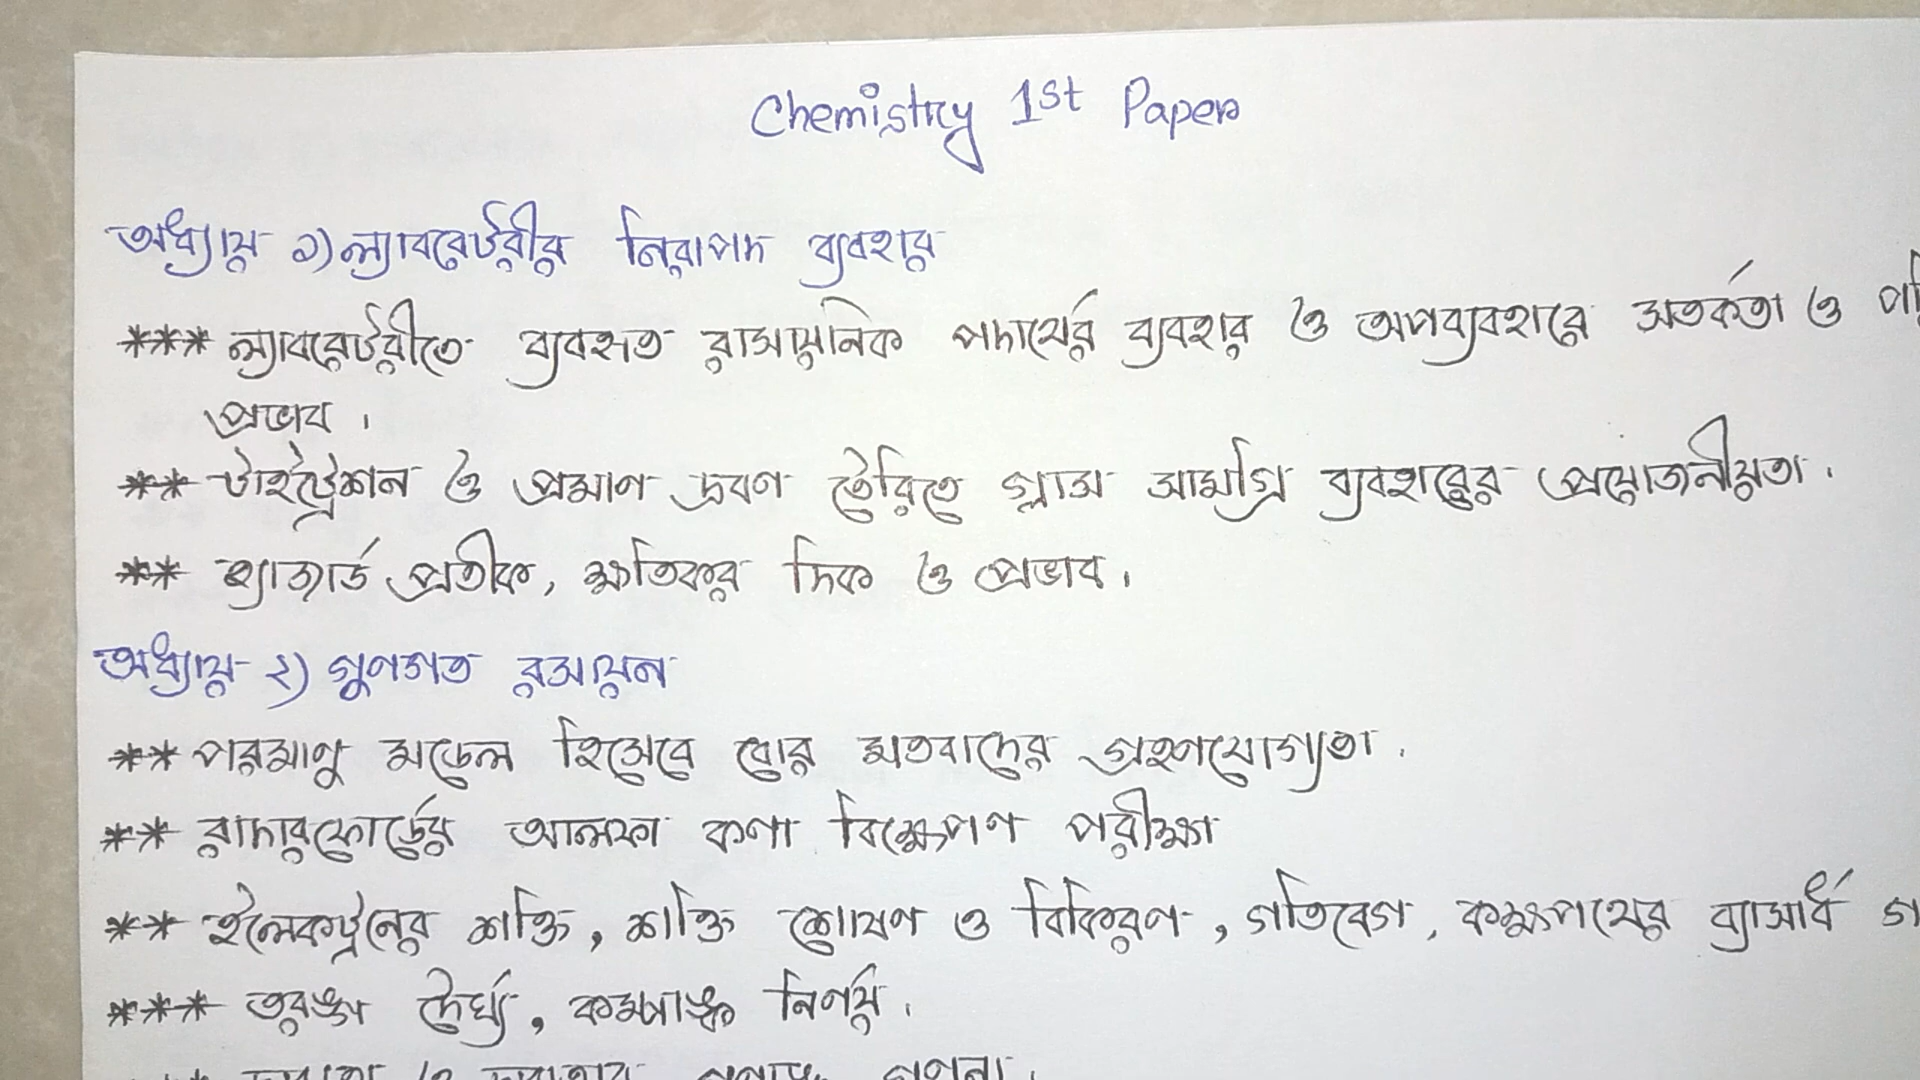 Chemistry 1st Paper
অধ্যায় ১) ল্যাবরেটরীর নিরাপদ ব্যবহার
*** ল্যাবরেটরীতে ব্যবহৃত রাসায়নিক পদার্থের ব্যবহার ও অপব্যবহারে সতর্কতা ও
প্রভাব।
** টাইট্রেশন ও প্রমাণ দ্রবণ তৈরিতে গ্লাস সামগ্রি ব্যবহারের প্রয়োজনীয়তা।
** হ্যাজার্ড প্রতীক, ক্ষতিকর দিক ও প্রভাব।
অধ্যায় ২) গুণগত রসায়ন
** পরমাণু মডেল হিসেবে বোর মতবাদের গ্রহণযোগ্যতা।
** রাদারফোর্ডের আলফা কণা বিক্ষেপণ পরীক্ষা
** ইলেকট্রনের শক্তি, শক্তি শোষণ ও বিকিরণ, গতিবেগ, কক্ষপথের ব্যাসার্ধ
*** তরঙ্গ দৈর্ঘ্য, কম্পাঙ্ক নির্ণয়।